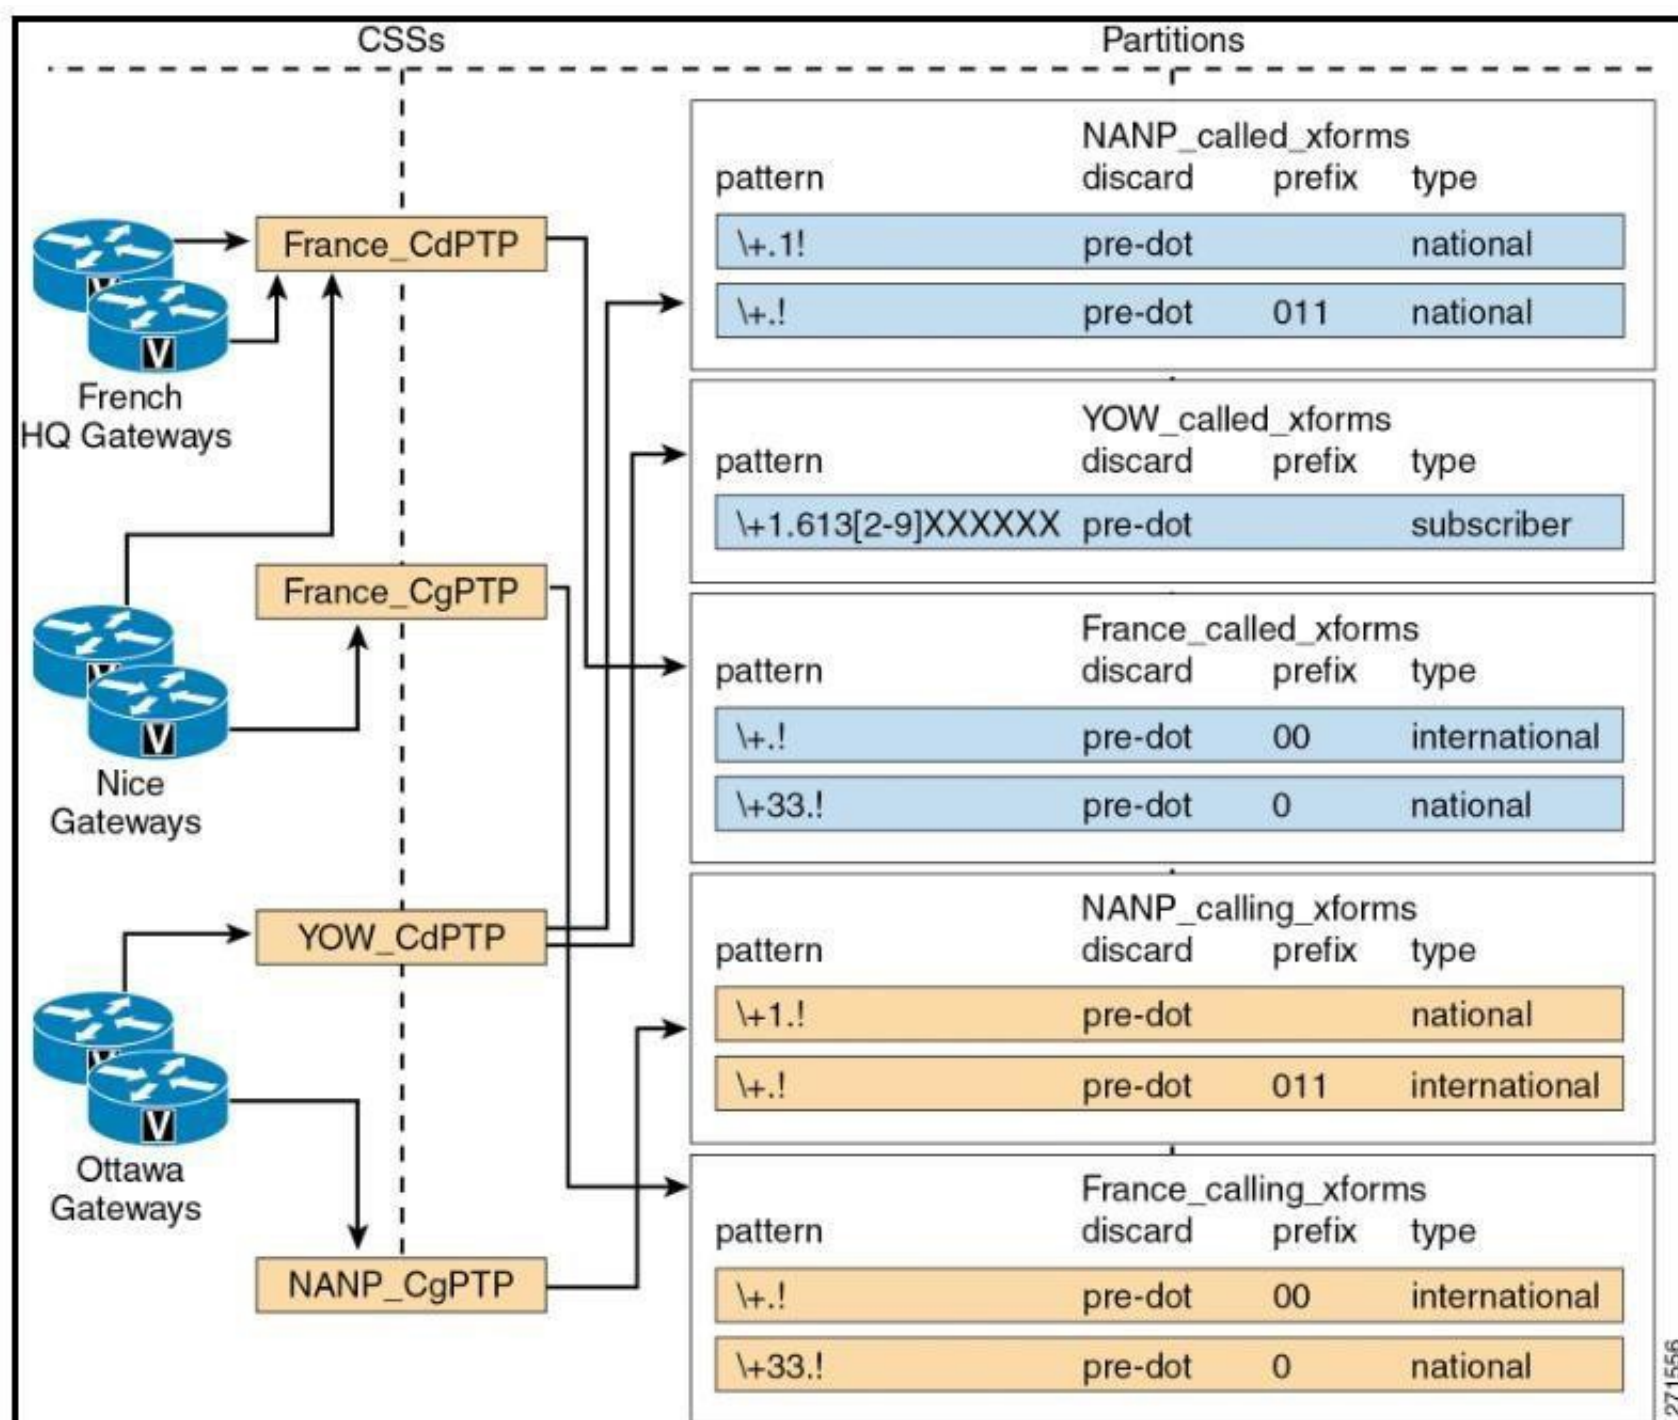 CSSs Partitions
French
HQ Gateways
Nice
Gateways
Ottawa
Gateways
V
V
V
France_CdPTP
France_CgPTP
YOW_CdPTP
NANP_CgPTP
NANP_called_xforms
pattern discard prefix type
\+.1! pre-dot national
\+.! pre-dot 011 national
YOW_called_xforms
pattern discard prefix type
\+1.613[2-9]XXXXXX pre-dot subscriber
France_called_xforms
pattern discard prefix type
\+.! pre-dot 00 international
\+33.! pre-dot 0 national
NANP_calling_xforms
pattern discard prefix type
\+1.! pre-dot national
\+.! pre-dot 011 international
France_calling_xforms
pattern discard prefix type
\+.! pre-dot 00 international
\+33.! pre-dot 0 national
271556